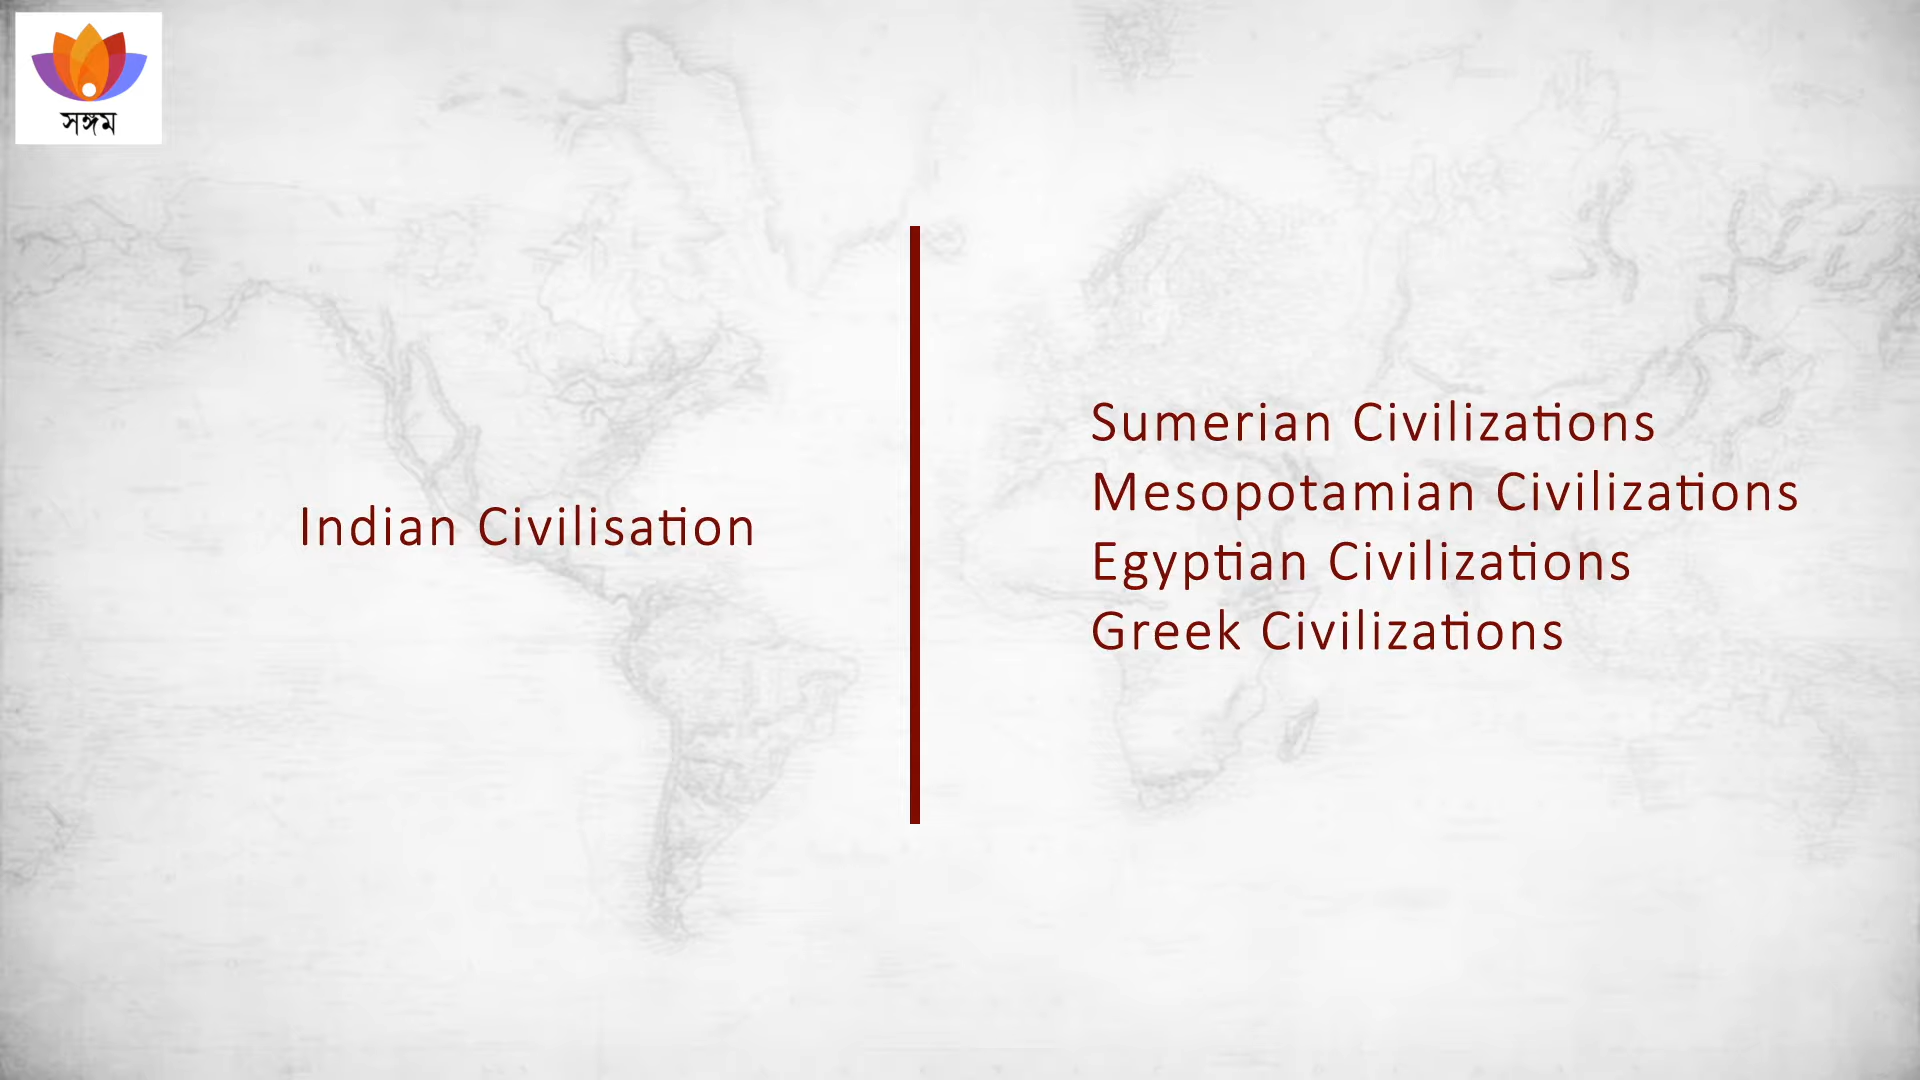 সঙ্গম
Indian Civilisation
Sumerian Civilizations
Mesopotamian Civilizations
Egyptian Civilizations
Greek Civilizations